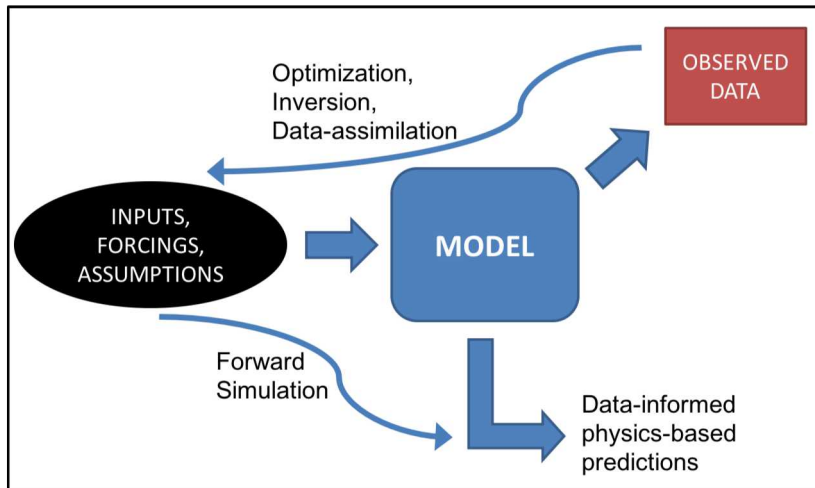 Optimization,
Inversion,
Data-assimilation
OBSERVED
DATA
INPUTS,
FORCINGS,
ASSUMPTIONS
MODEL
Forward
Simulation
Data-informed
physics-based
predictions